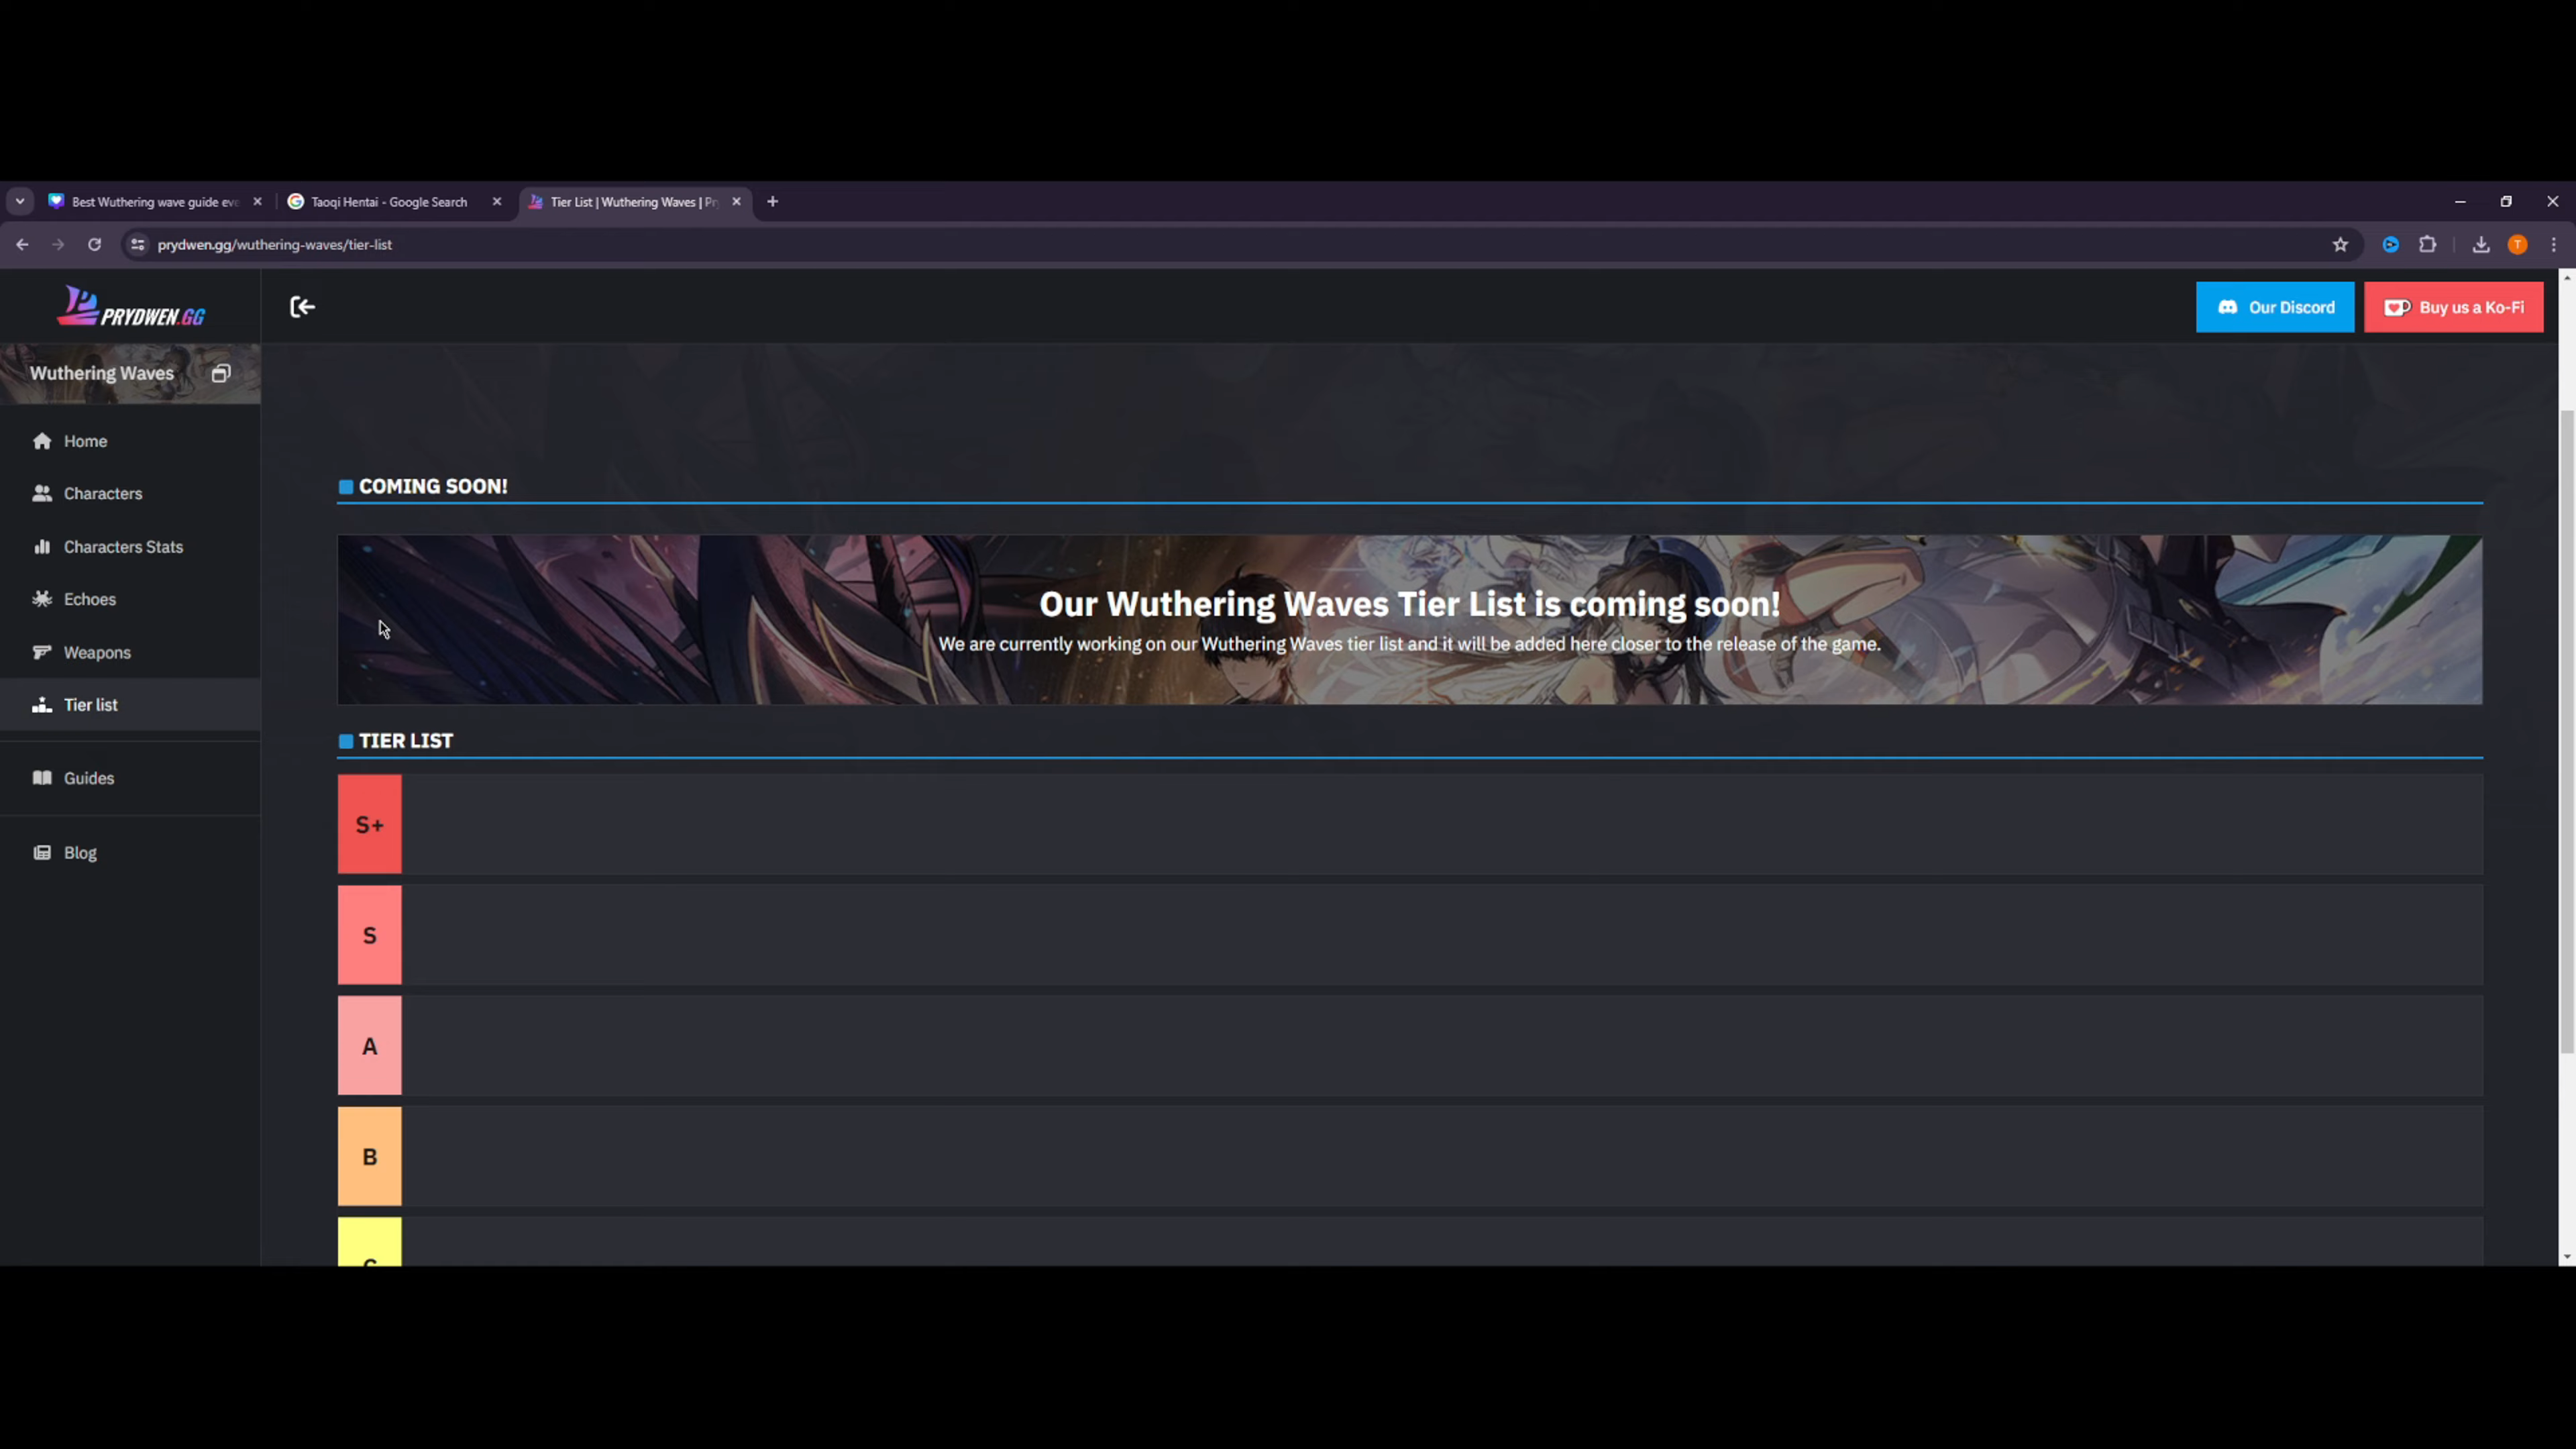 Best Wuthering wave guide eve
Taoqi Hentai - Google Search
Tier List | Wuthering Waves | Pr
prydwen.gg/wuthering-waves/tier-list
T
PRYDWEN.GG
Our Discord
Buy us a Ko-Fi
Wuthering Waves
Home
Characters
Characters Stats
Echoes
Weapons
Tier list
Guides
Blog
COMING SOON!
Our Wuthering Waves Tier List is coming soon!
We are currently working on our Wuthering Waves tier list and it will be added here closer to the release of the game.
TIER LIST
S+
S
A
B
C